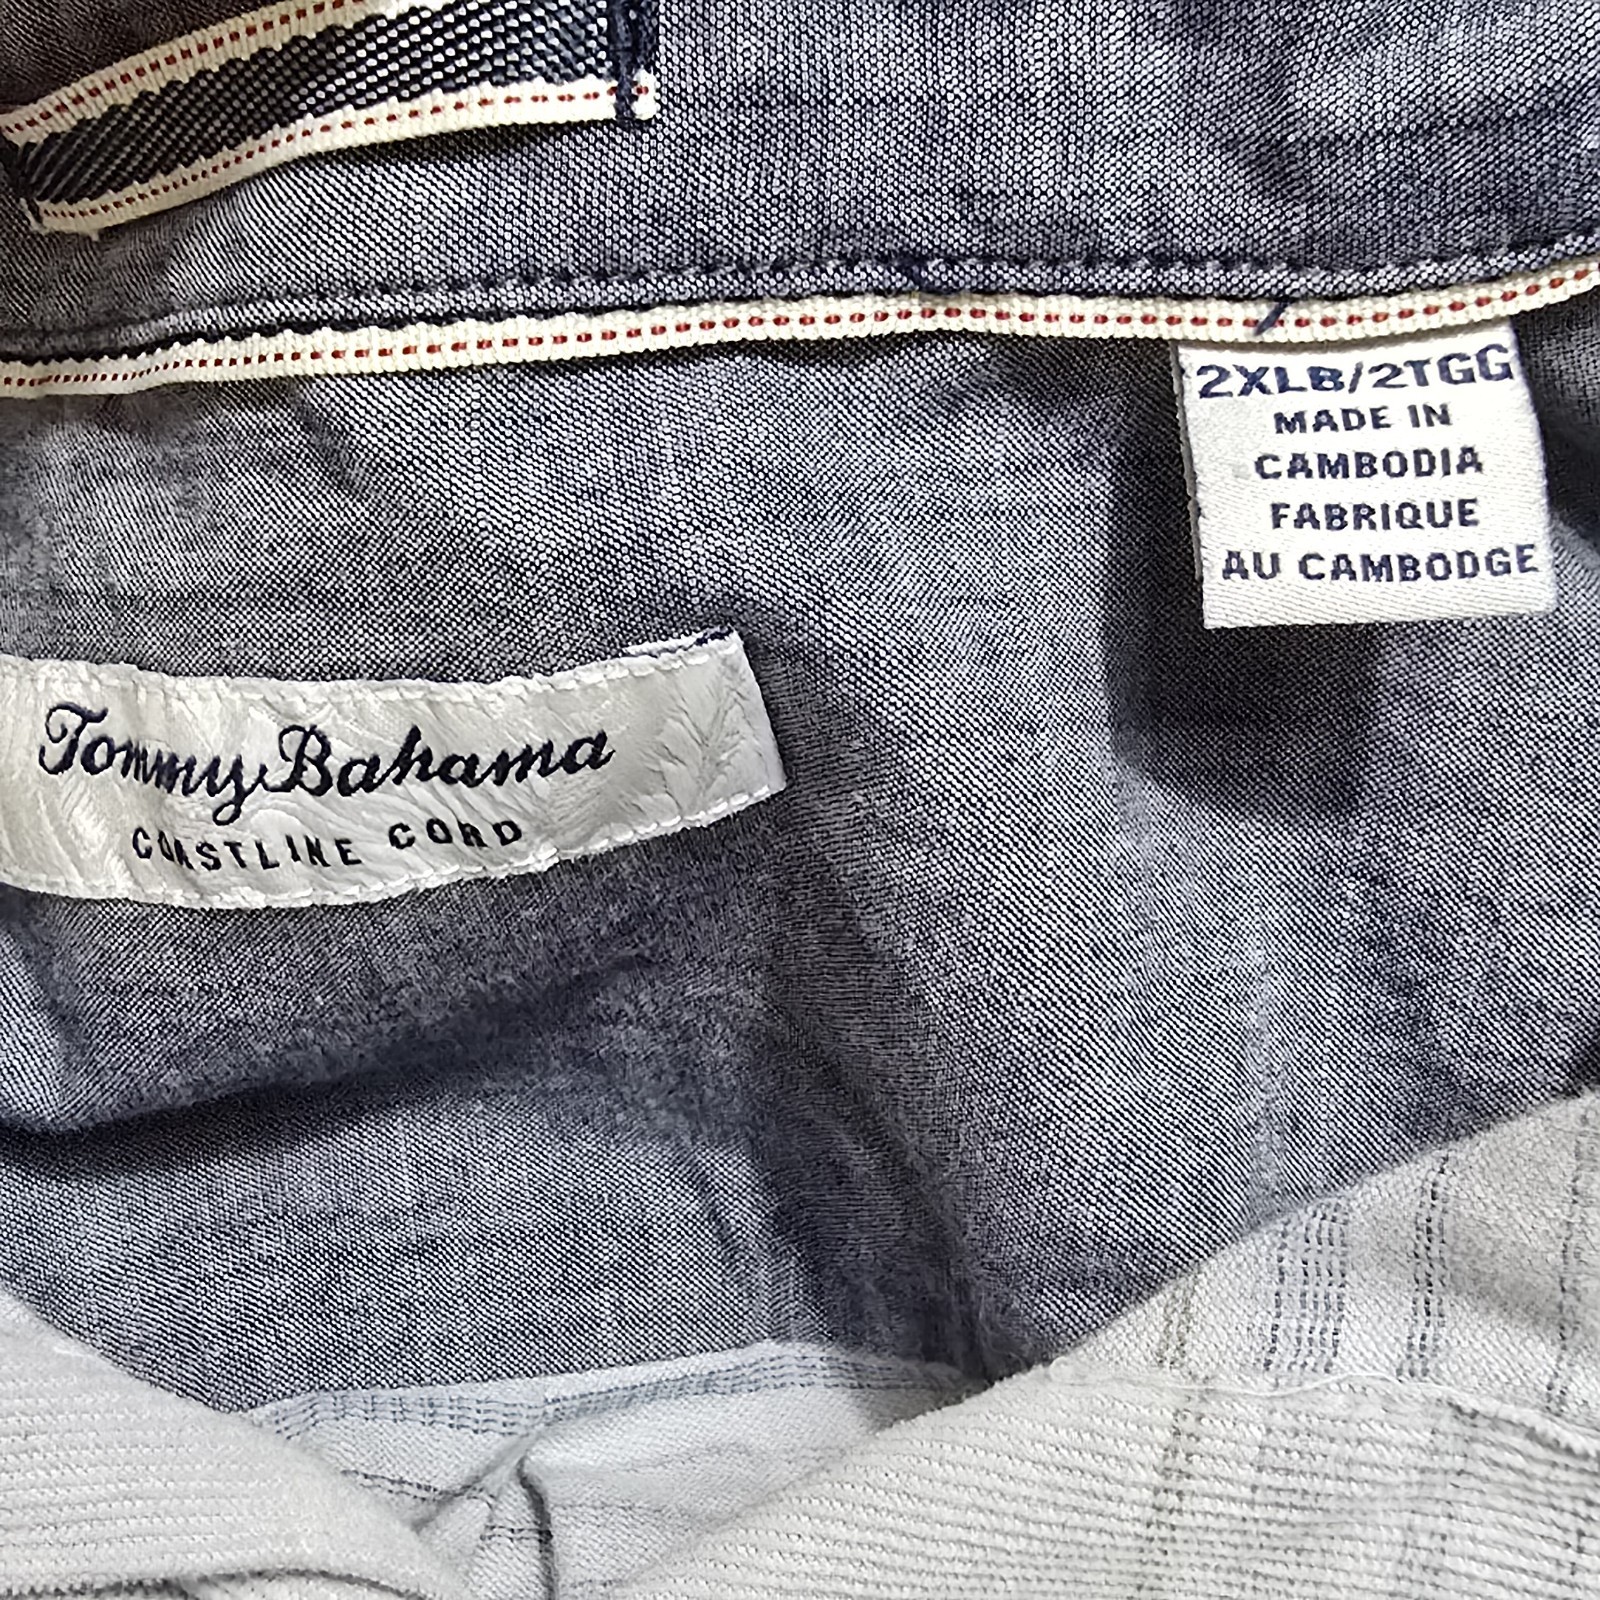 2XLB/2TGG
MADE IN
CAMBODIA
FABRIQUE
AU CAMBODGE
Tommy Bahama
COASTLINE CORD